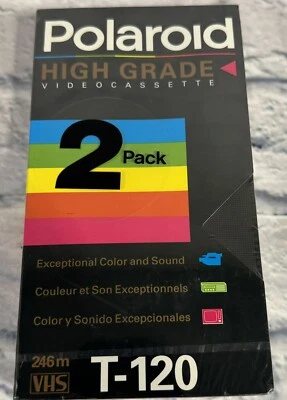 Polaroid
HIGH GRADE
VIDEOCASSETTE
2 Pack
Exceptional Color and Sound
Couleur et Son Exceptionnels
Color y Sonido Excepcionales
246m
VHS T-120